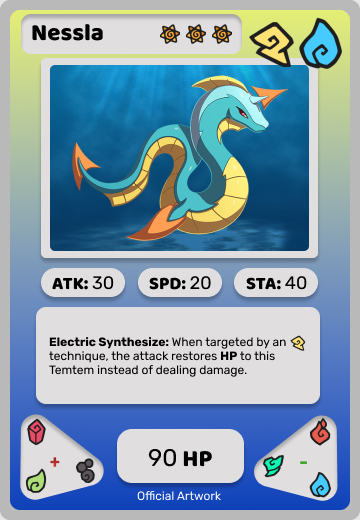 Nessla
ATK: 30 SPD: 20 STA: 40
Electric Synthesize: When targeted by an
technique, the attack restores HP to this
Temtem instead of dealing damage.
+ -
90 HP
Official Artwork